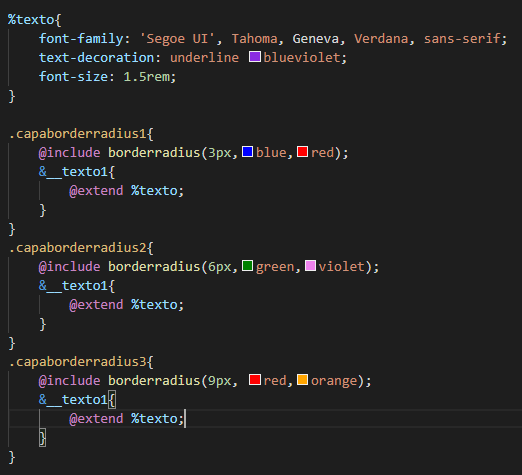 %texto{
font-family: 'Segoe UI', Tahoma, Geneva, Verdana, sans-serif;
text-decoration: underline blueviolet;
font-size: 1.5rem;
}
.capaborderradius1{
@include borderradius(3px,blue,red);
&__texto1{
@extend %texto;
}
}
.capaborderradius2{
@include borderradius(6px,green,violet);
&__texto1{
@extend %texto;
}
}
.capaborderradius3{
@include borderradius(9px, red,orange);
&__texto1{
@extend %texto;
}
}